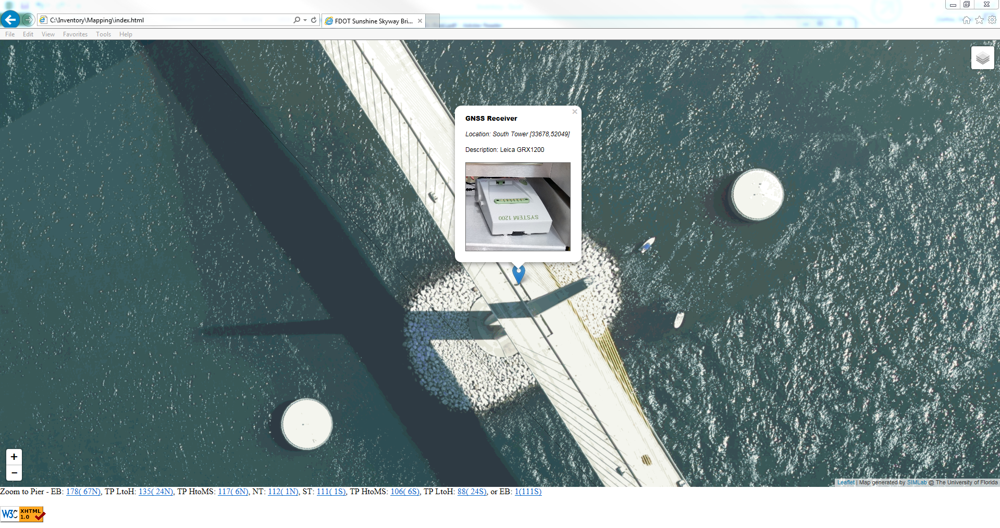 C:\Inventory\Mapping\index.html
FDOT Sunshine Skyway Bri...
File Edit View Favorites Tools Help
GNSS Receiver
Location: South Tower [33678,52049]
Description: Leica GRX1200
SYSTEM 1200
+
−
Leaflet | Map generated by SIMLab @ The University of Florida
Zoom to Pier - EB: 178( 67N), TP LtoH: 135( 24N), TP HtoMS: 117( 6N), NT: 112( 1N), ST: 111( 1S), TP HtoMS: 106( 6S), TP LtoH: 88( 24S), or EB: 1(111S)
W3C XHTML
1.0